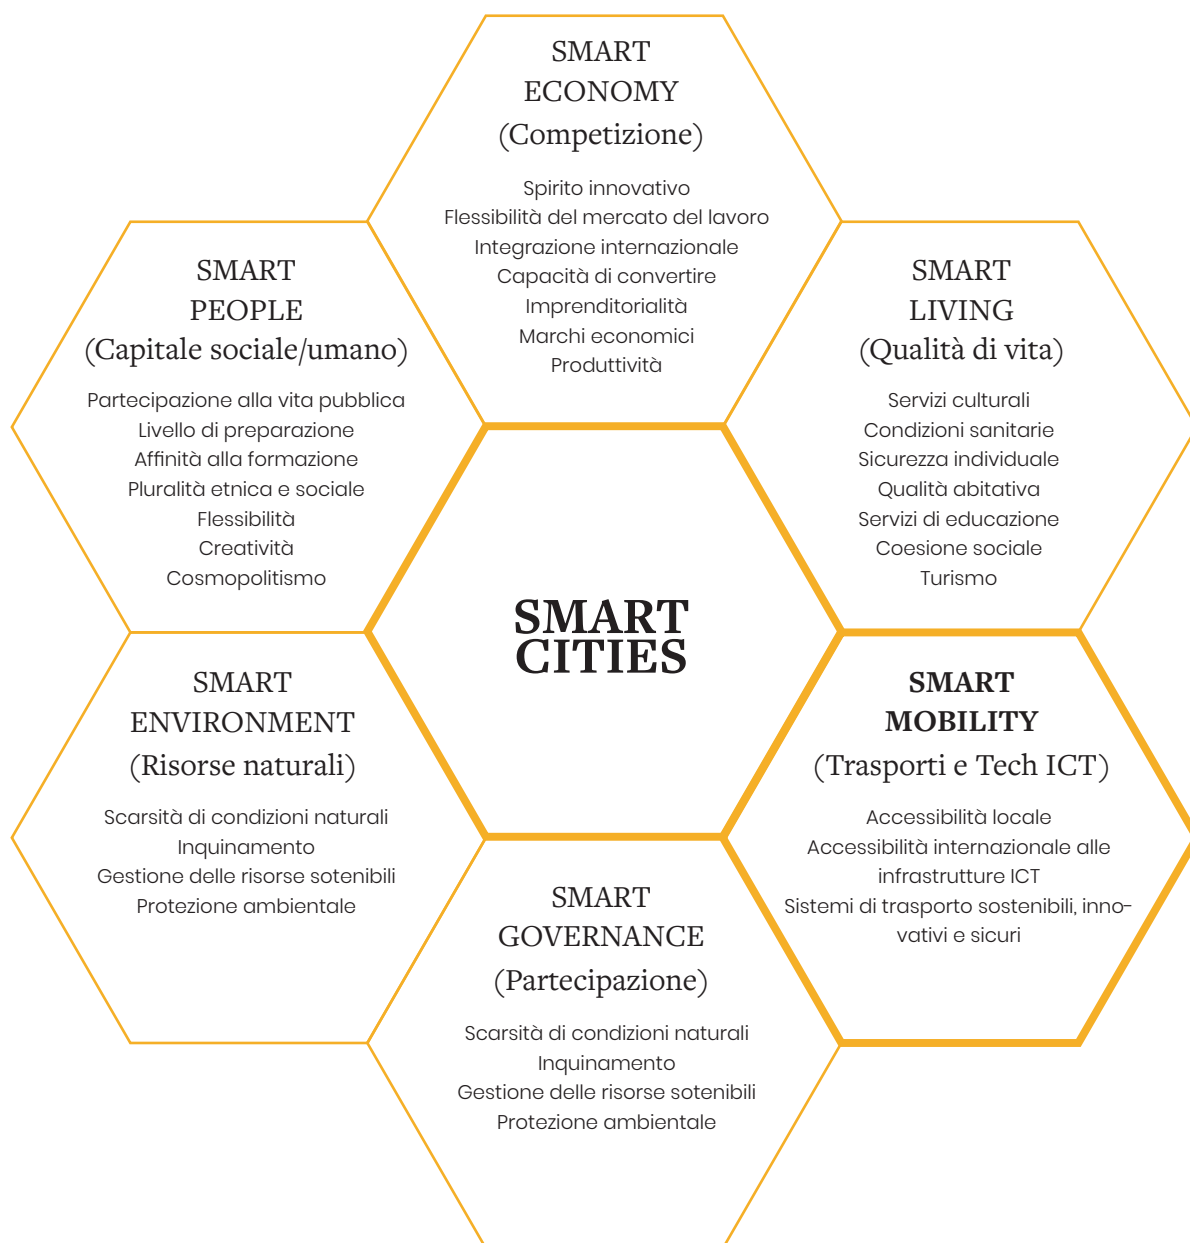 SMART
ECONOMY
(Competizione)
Spirito innovativo
Flessibilità del mercato del lavoro
Integrazione internazionale
Capacità di convertire
Imprenditorialità
Marchi economici
Produttività
SMART
PEOPLE
(Capitale sociale/umano)
Partecipazione alla vita pubblica
Livello di preparazione
Affinità alla formazione
Pluralità etnica e sociale
Flessibilità
Creatività
Cosmopolitismo
SMART
LIVING
(Qualità di vita)
Servizi culturali
Condizioni sanitarie
Sicurezza individuale
Qualità abitativa
Servizi di educazione
Coesione sociale
Turismo
SMART
CITIES
SMART
ENVIRONMENT
(Risorse naturali)
Scarsità di condizioni naturali
Inquinamento
Gestione delle risorse sotenibili
Protezione ambientale
SMART
MOBILITY
(Trasporti e Tech ICT)
Accessibilità locale
Accessibilità internazionale alle
infrastrutture ICT
Sistemi di trasporto sostenibili, inno-
vativi e sicuri
SMART
GOVERNANCE
(Partecipazione)
Scarsità di condizioni naturali
Inquinamento
Gestione delle risorse sotenibili
Protezione ambientale